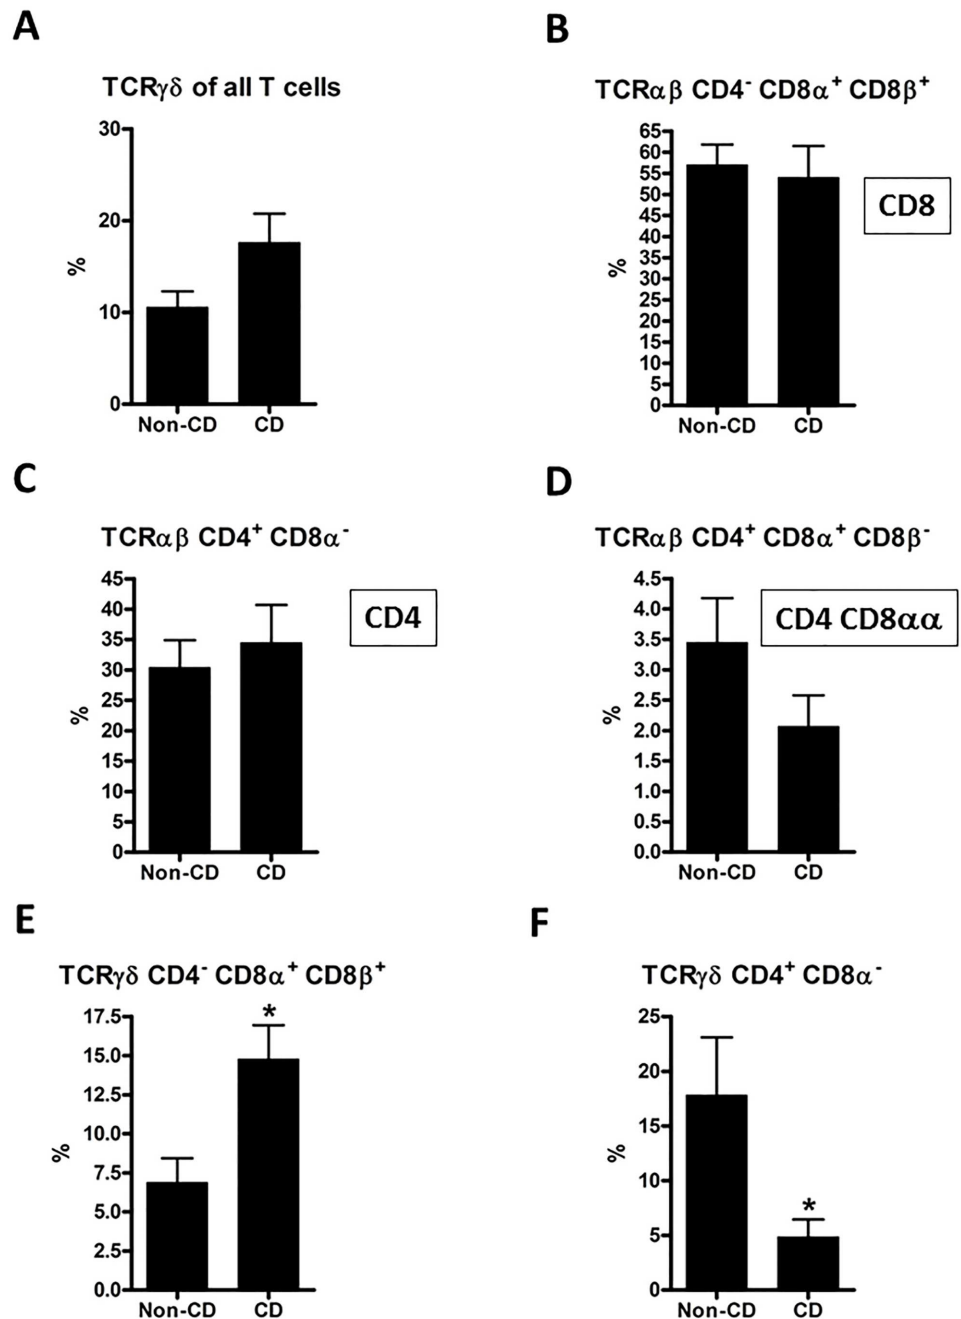 A
TCRγδ of all T cells
30
20
10
0
%
Non-CD
CD
B
TCRαβ CD4⁻ CD8α⁺ CD8β⁺
65
60
55
50
45
40
35
30
25
20
15
10
5
0
%
CD8
Non-CD
CD
C
TCRαβ CD4⁺ CD8α⁻
45
40
35
30
25
20
15
10
5
0
%
CD4
Non-CD
CD
D
TCRαβ CD4⁺ CD8α⁺ CD8β⁻
4.5
4.0
3.5
3.0
2.5
2.0
1.5
1.0
0.5
0.0
%
CD4 CD8αα
Non-CD
CD
E
TCRγδ CD4⁻ CD8α⁺ CD8β⁺
17.5
15.0
12.5
10.0
7.5
5.0
2.5
0.0
%
*
Non-CD
CD
F
TCRγδ CD4⁺ CD8α⁻
25
20
15
10
5
0
%
*
Non-CD
CD